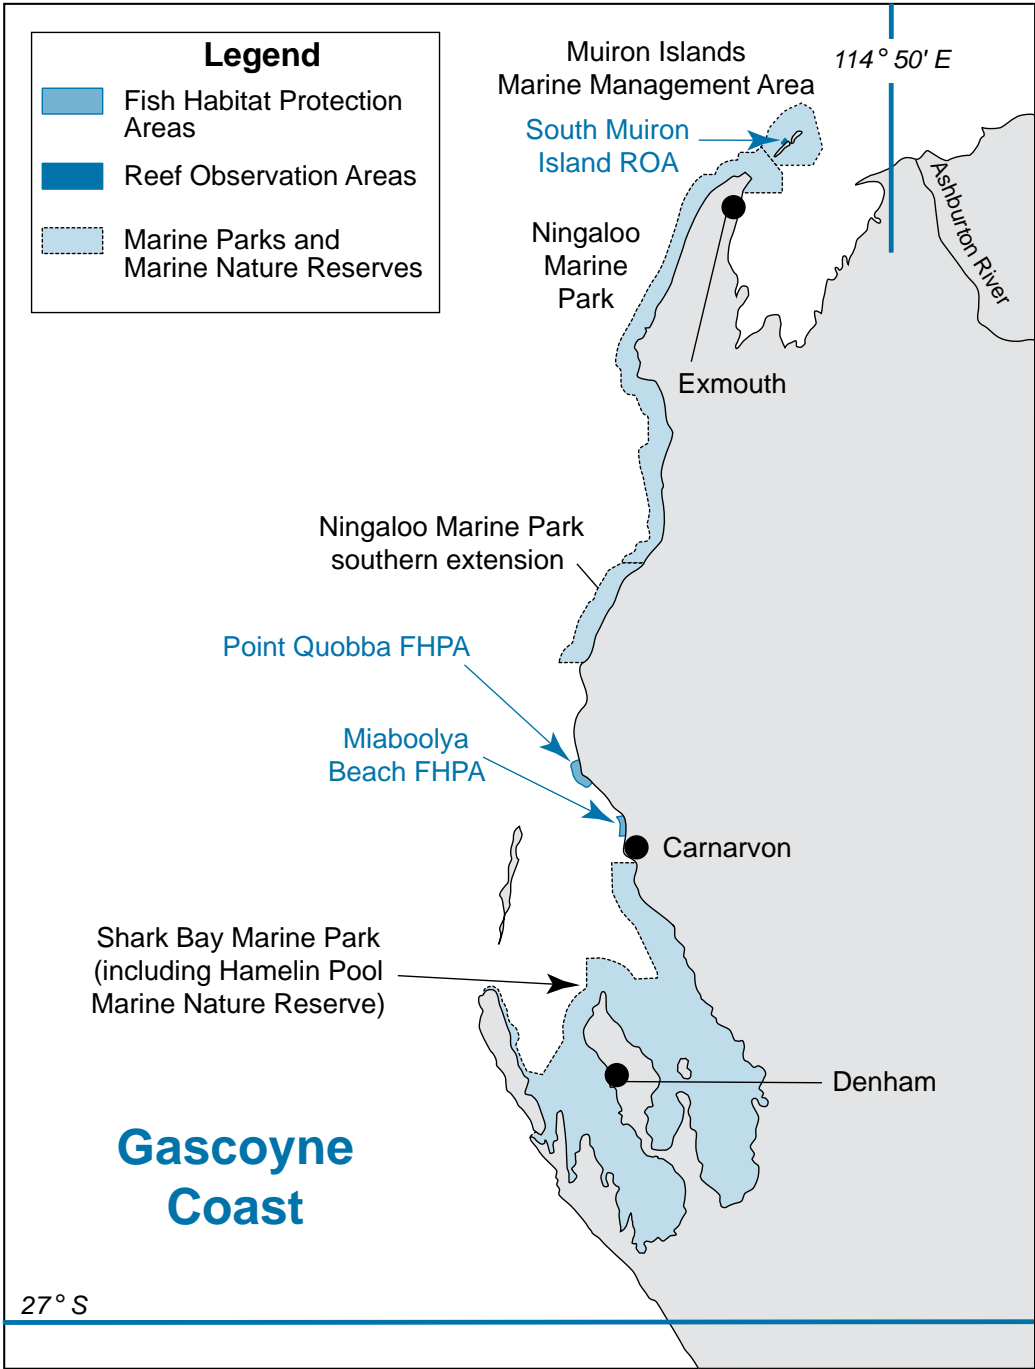 Legend
Fish Habitat Protection
Areas
Reef Observation Areas
Marine Parks and
Marine Nature Reserves
Muiron Islands
Marine Management Area
114° 50' E
South Muiron
Island ROA
Ashburton River
Ningaloo
Marine
Park
Exmouth
Ningaloo Marine Park
southern extension
Point Quobba FHPA
Miaboolya
Beach FHPA
Carnarvon
Shark Bay Marine Park
(including Hamelin Pool
Marine Nature Reserve)
Denham
Gascoyne
Coast
27° S